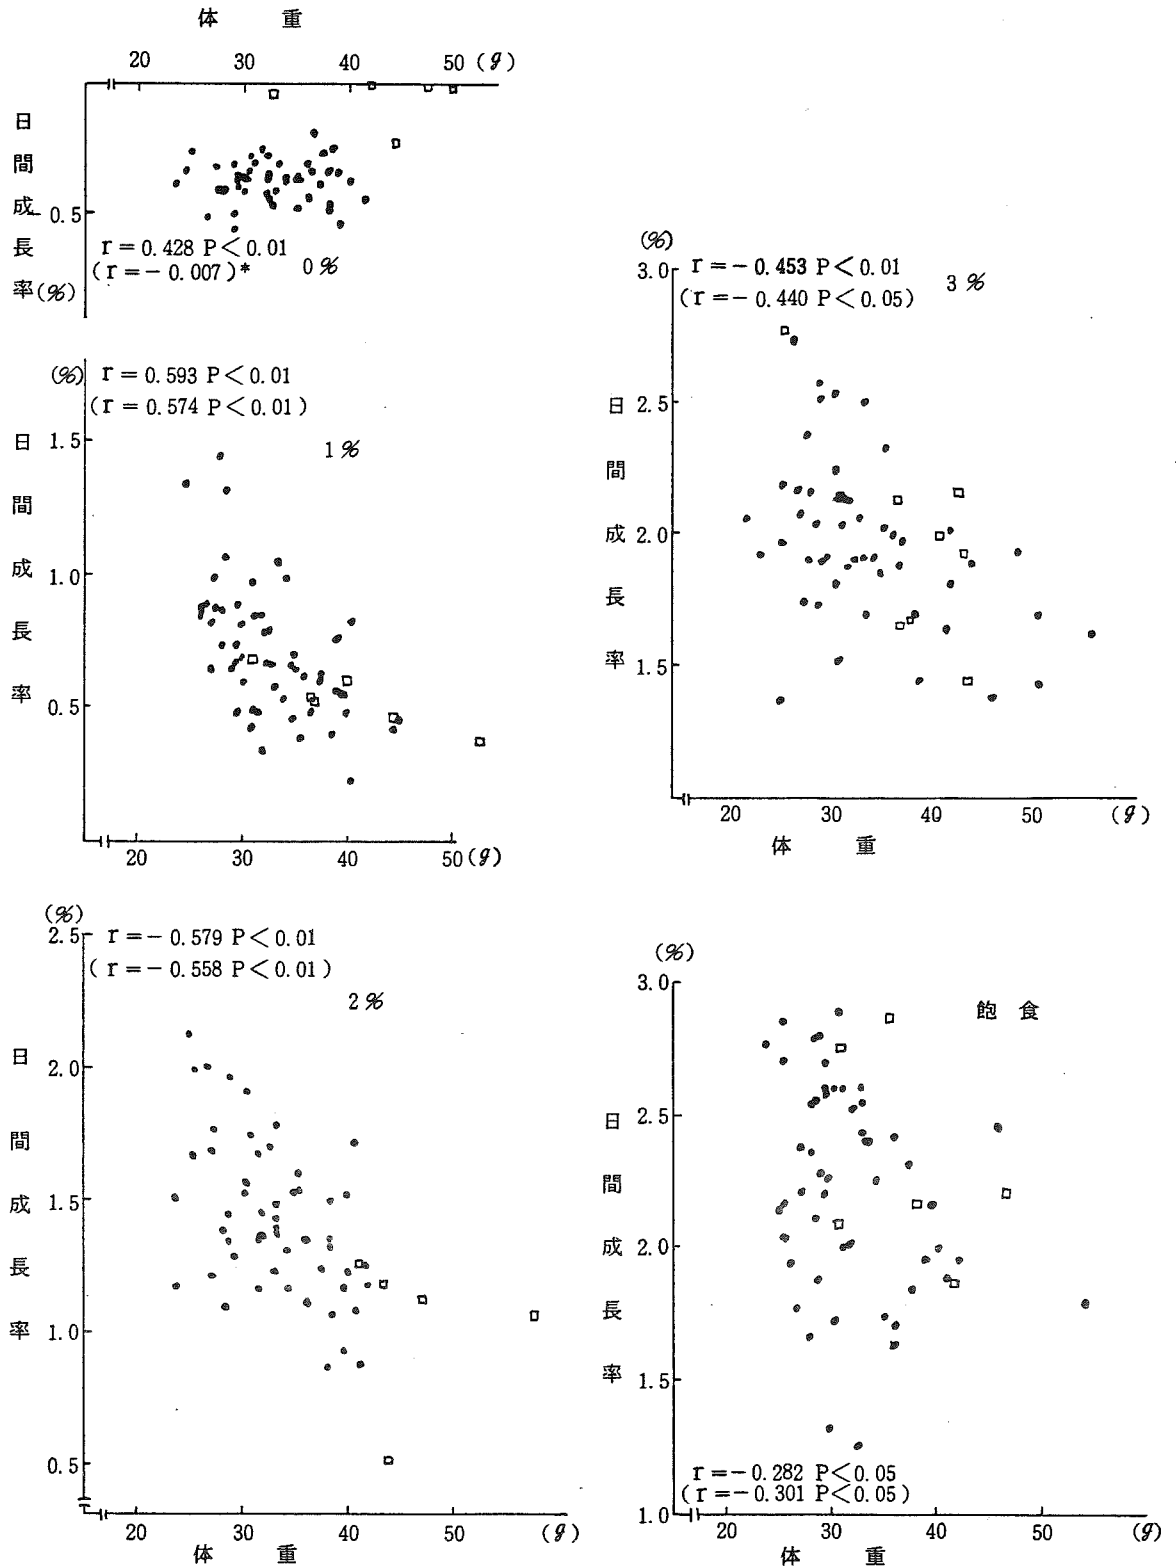 体 重
20 30 40 50 (g)
日間成長率(%)
- 0.5
r = 0.428 P < 0.01
(r = - 0.007)*
0 %
(%)
r = 0.593 P < 0.01
(r = 0.574 P < 0.01)
1 %
日間成長率
1.5
1.0
0.5
20 30 40 50 (g)
(%)
2.5
r = - 0.579 P < 0.01
(r = - 0.558 P < 0.01)
2 %
日間成長率
2.0
1.5
1.0
0.5
20 30 40 50 (g)
体 重
(%)
3.0
r = - 0.453 P < 0.01
(r = - 0.440 P < 0.05)
3 %
日間成長率
2.5
2.0
1.5
20 30 40 50 (g)
体 重
(%)
3.0
飽 食
日間成長率
2.5
2.0
1.5
1.0
r = - 0.282 P < 0.05
(r = - 0.301 P < 0.05)
20 30 40 50 (g)
体 重